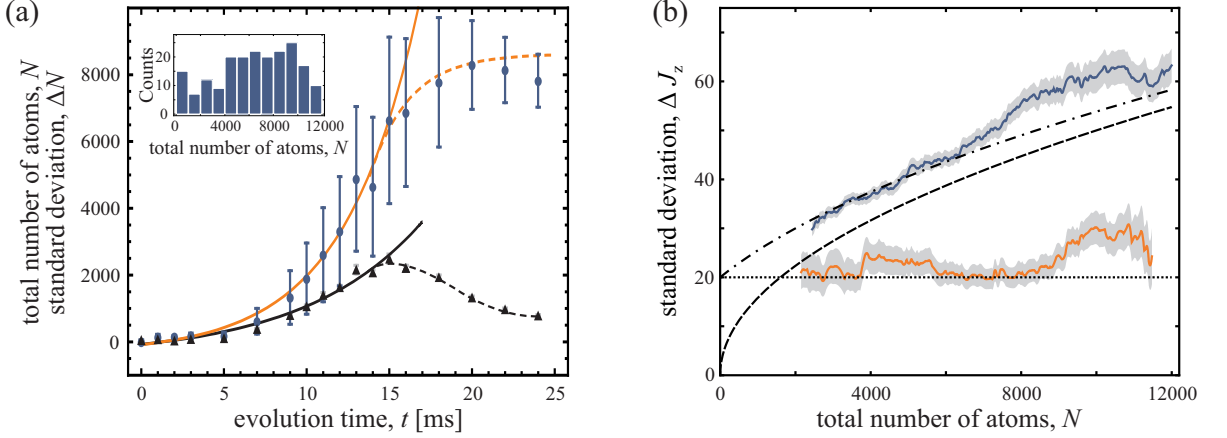 (a)
total number of atoms, N
standard deviation, ΔN
8000
6000
4000
2000
0
0
5
10
15
20
25
evolution time, t [ms]
Counts
20
10
0
0
4000
8000
12000
total number of atoms, N
(b)
standard deviation, Δ J_z
60
40
20
0
0
4000
8000
12000
total number of atoms, N